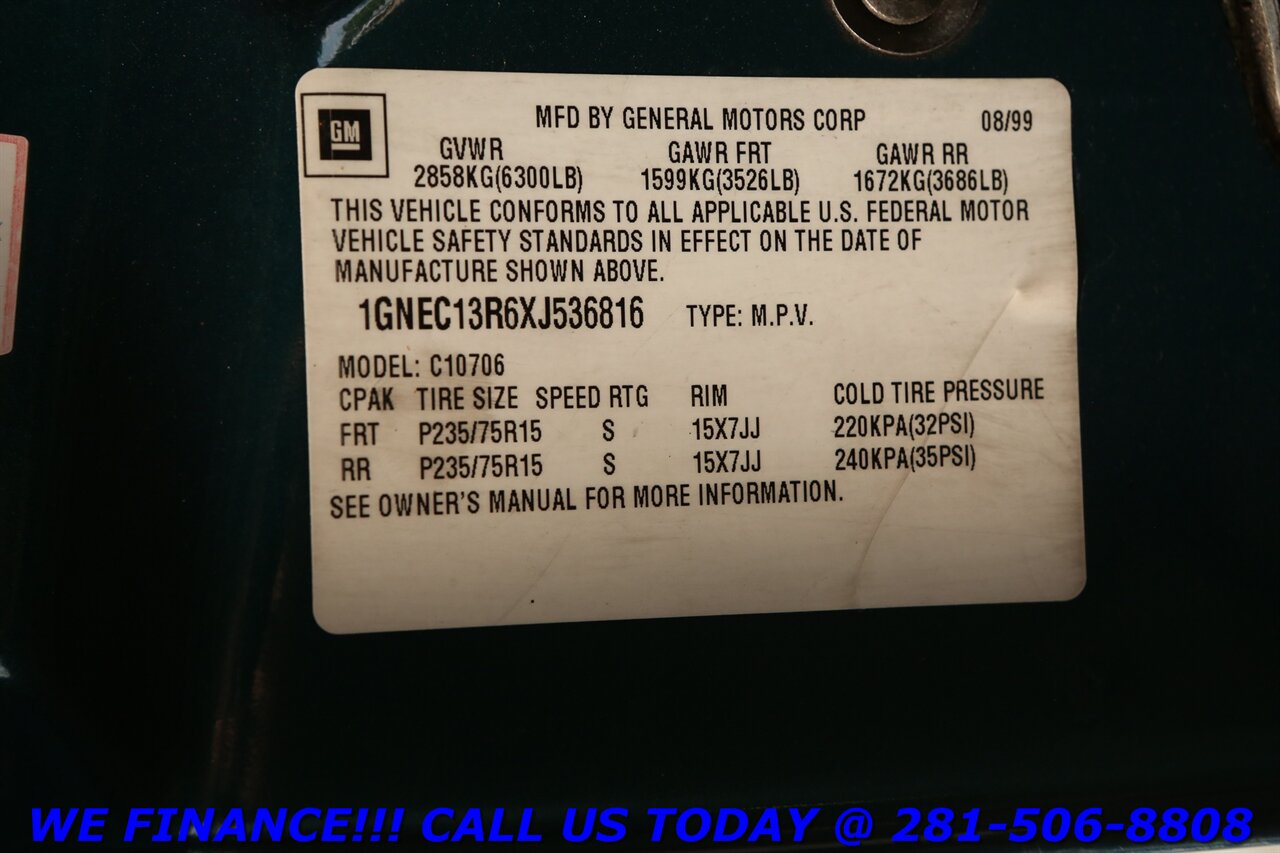 GM
MFD BY GENERAL MOTORS CORP 08/99
GVWR GAWR FRT GAWR RR
2858KG(6300LB) 1599KG(3526LB) 1672KG(3686LB)
THIS VEHICLE CONFORMS TO ALL APPLICABLE U.S. FEDERAL MOTOR
VEHICLE SAFETY STANDARDS IN EFFECT ON THE DATE OF
MANUFACTURE SHOWN ABOVE.
1GNEC13R6XJ536816 TYPE: M.P.V.
MODEL: C10706
CPAK TIRE SIZE SPEED RTG RIM COLD TIRE PRESSURE
FRT P235/75R15 S 15X7JJ 220KPA(32PSI)
RR P235/75R15 S 15X7JJ 240KPA(35PSI)
SEE OWNER'S MANUAL FOR MORE INFORMATION.
WE FINANCE!!! CALL US TODAY @ 281-506-8808